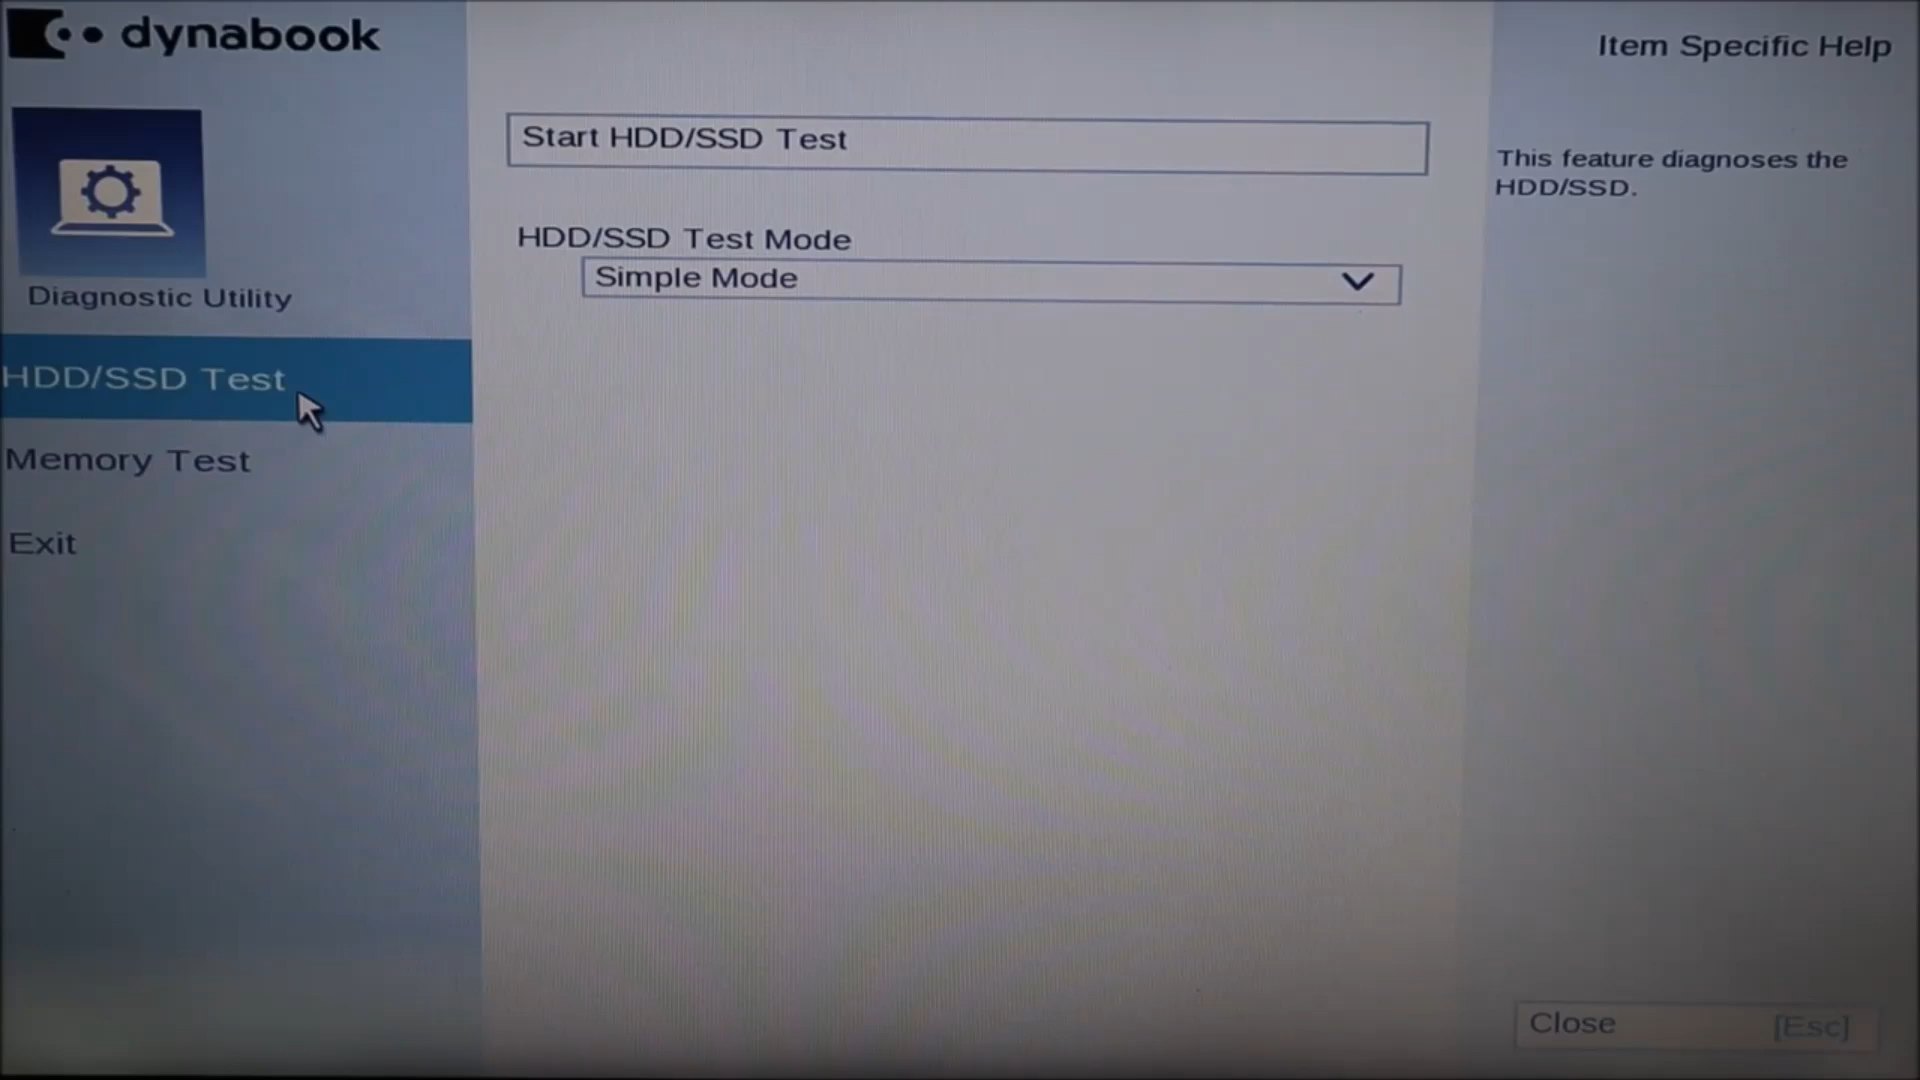 dynabook
Item Specific Help
Start HDD/SSD Test
This feature diagnoses the
HDD/SSD.
HDD/SSD Test Mode
Simple Mode
Diagnostic Utility
HDD/SSD Test
Memory Test
Exit
Close [Esc]